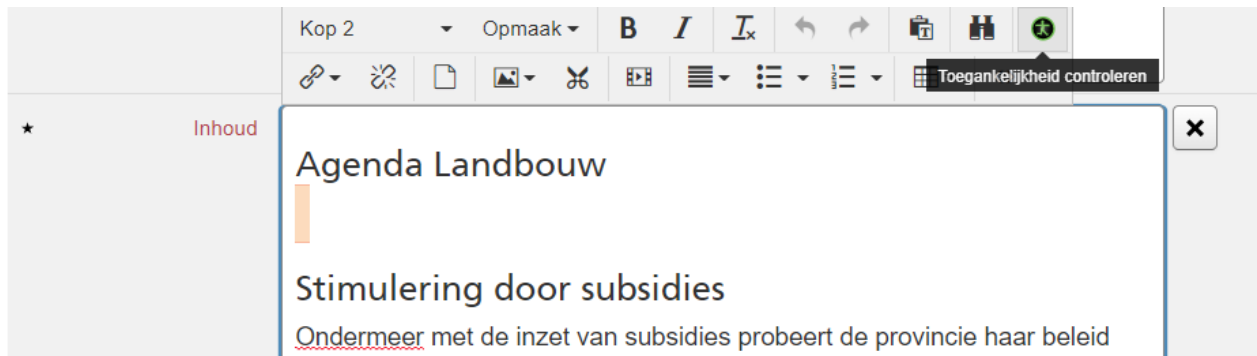 Kop 2 Opmaak B I Tx
Toegankelijkheid controleren
Inhoud
Agenda Landbouw
Stimulering door subsidies
Ondermeer met de inzet van subsidies probeert de provincie haar beleid